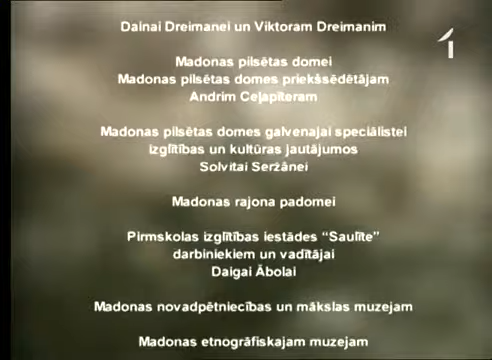 Dainai Dreimanei un Viktoram Dreimanim
Madonas pilsētas domei
Madonas pilsētas domes priekšsēdētājam
Andrim Ceļapīteram
Madonas pilsētas domes galvenajai speciālistei
izglītības un kultūras jautājumos
Solvitai Seržānei
Madonas rajona padomei
Pirmskolas izglītības iestādes “Saulīte”
darbiniekiem un vadītājai
Daigai Ābolai
Madonas novadpētniecības un mākslas muzejam
Madonas etnogrāfiskajam muzejam
1